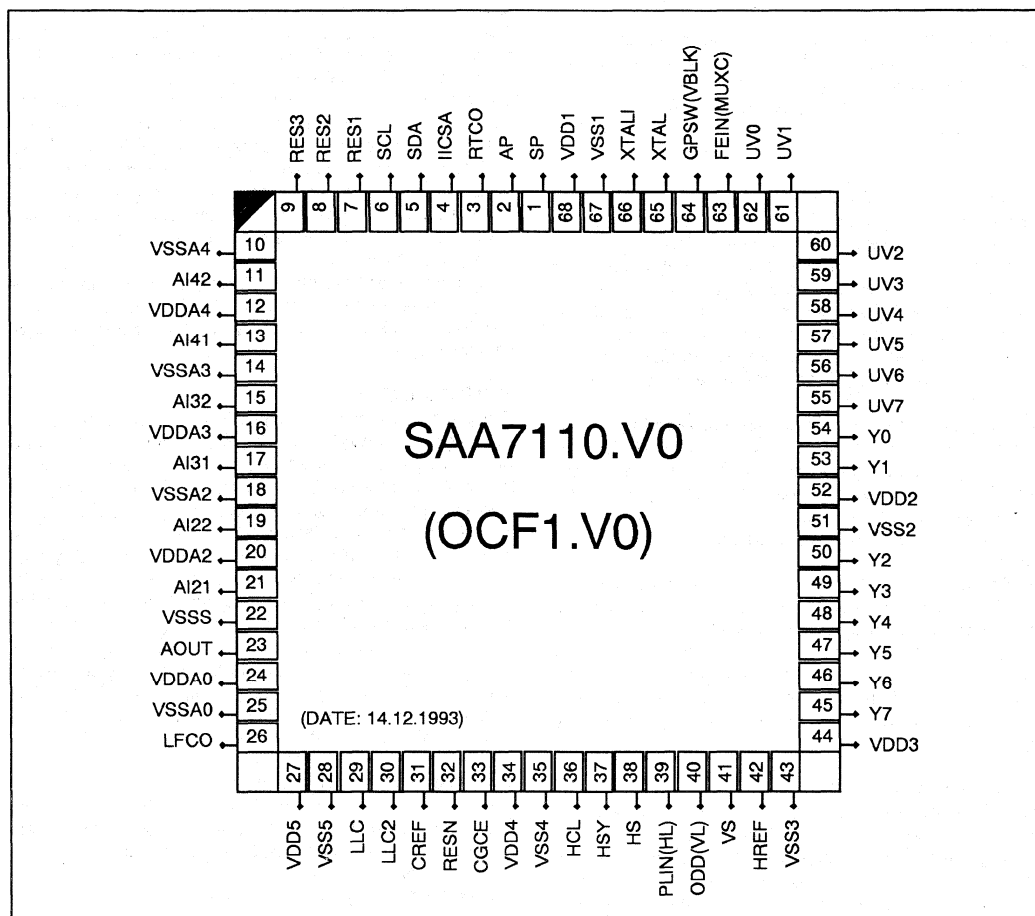 RES3 RES2 RES1 SCL SDA IICSA RTCO AP SP VDD1 VSS1 XTALI XTAL GPSW(VBLK) FEIN(MUXC) UV0 UV1
9 8 7 6 5 4 3 2 1 68 67 66 65 64 63 62 61
VSSA4 10 60 UV2
AI42 11 59 UV3
VDDA4 12 58 UV4
AI41 13 57 UV5
VSSA3 14 56 UV6
AI32 15 55 UV7
VDDA3 16 54 Y0
AI31 17 53 Y1
VSSA2 18 52 VDD2
AI22 19 51 VSS2
VDDA2 20 50 Y2
AI21 21 49 Y3
VSSS 22 48 Y4
AOUT 23 47 Y5
VDDA0 24 46 Y6
VSSA0 25 45 Y7
LFCO 26 44 VDD3
SAA7110.V0
(OCF1.V0)
(DATE: 14.12.1993)
27 28 29 30 31 32 33 34 35 36 37 38 39 40 41 42 43
VDD5 VSS5 LLC LLC2 CREF RESN CGCE VDD4 VSS4 HCL HSY HS PLIN(HL) ODD(VL) VS HREF VSS3